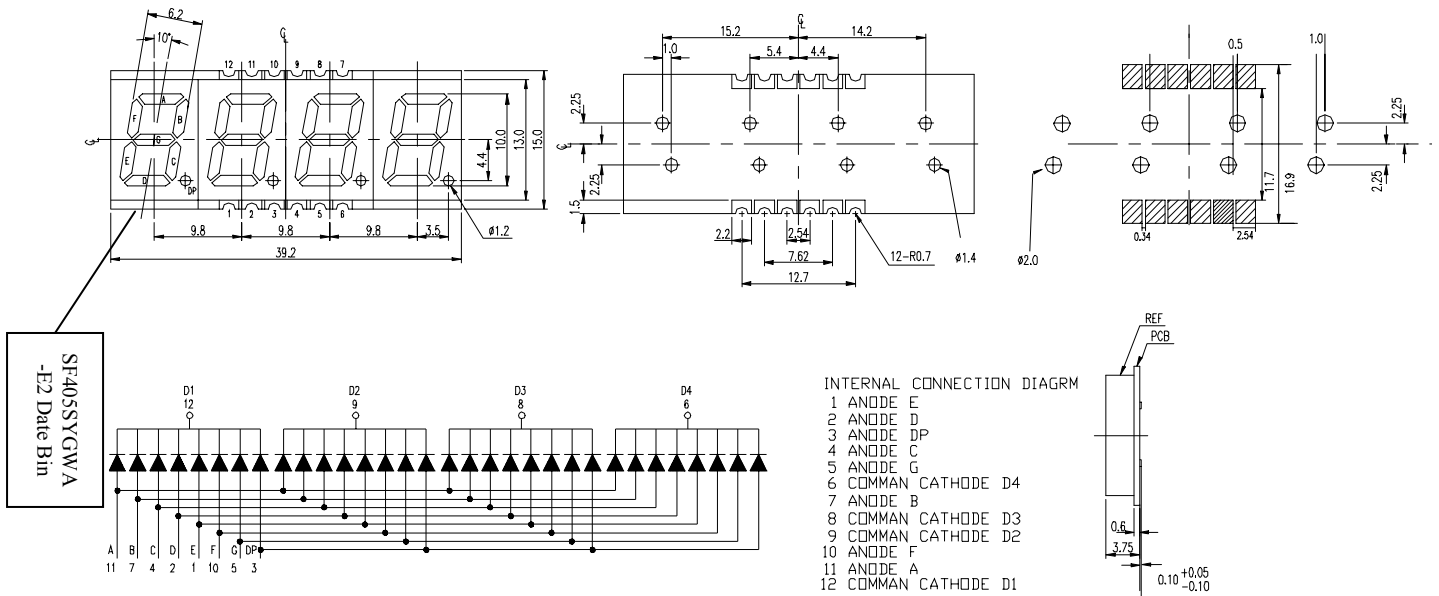 6.2
10°
℄
12 11 10 9 8 7
A
F B
G
E C
D
DP
1 2 3 4 5 6
℄
4.4
10.0
13.0
15.0
9.8 9.8 9.8 3.5
ø1.2
39.2
℄
15.2 14.2
1.0 5.4 4.4
2.25
℄
2.25
1.5
2.2 2.54
7.62
12.7
12-R0.7 ø1.4
0.5 1.0
2.25
2.25
11.7
16.9
ø2.0
0.34 2.54
SF405SYGWA
-E2 Date Bin
D1 D2 D3 D4
12 9 8 6
A B C D E F G DP
11 7 4 2 1 10 5 3
INTERNAL CONNECTION DIAGRM
1 ANODE E
2 ANODE D
3 ANODE DP
4 ANODE C
5 ANODE G
6 COMMAN CATHODE D4
7 ANODE B
8 COMMAN CATHODE D3
9 COMMAN CATHODE D2
10 ANODE F
11 ANODE A
12 COMMAN CATHODE D1
REF
PCB
0.6
3.75
0.10 +0.05
-0.10